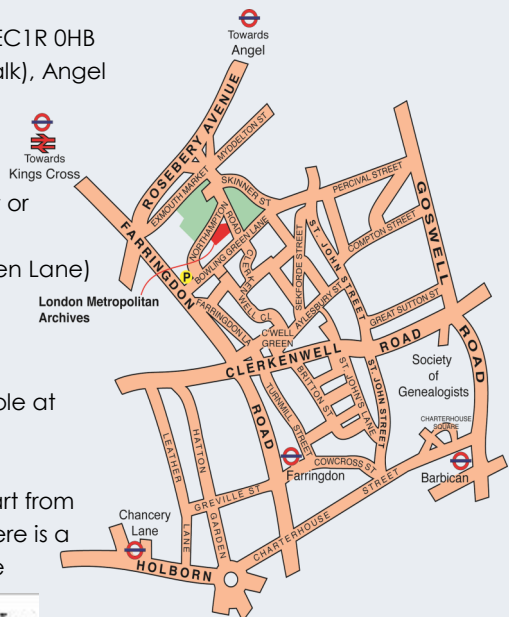 EC1R 0HB
alk), Angel
or
en Lane)
ble at
art from
ere is a
e
Towards
Angel
Towards
Kings Cross
ROSEBERY AVENUE
MYDDELTON ST
EXMOUTH MARKET
SKINNER ST
PERCIVAL STREET
GOSWELL
ROAD
COMPTON STREET
NORTHAMPTON
ROAD
BOWLING GREEN LANE
CLERKEN
WELL CL
SEKFORDE STREET
ST. JOHN STREET
FARRINGDON
ROAD
P
London Metropolitan
Archives
FARRINGDON LA
AYLESBURY ST
GREAT SUTTON ST
C'WELL
GREEN
CLERKENWELL
ROAD
Society
of
Genealogists
ST. JOHN'S LANE
ST. JOHN STREET
BRITTON ST
TURNMILL STREET
CHARTERHOUSE
SQUARE
COWCROSS ST
Farringdon
Barbican
LEATHER
LANE
HATTON
GARDEN
GREVILLE ST
CHARTERHOUSE
STREET
Chancery
Lane
HOLBORN